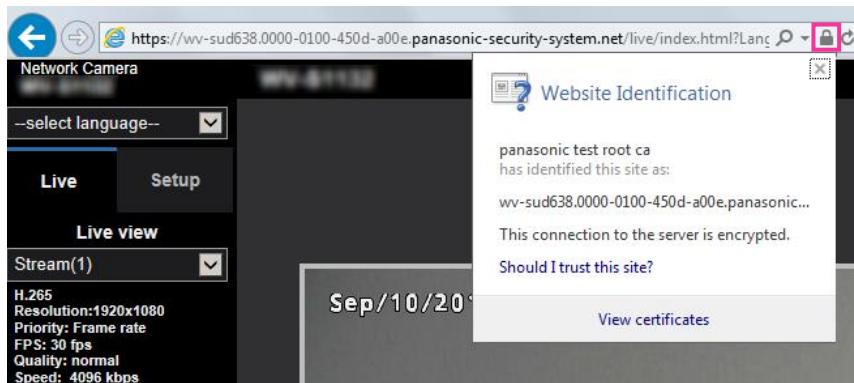 https://wv-sud638.0000-0100-450d-a00e.panasonic-security-system.net/live/index.html?Lang
Network Camera
--select language--
Live
Setup
Live view
Stream(1)
H.265
Resolution:1920x1080
Priority: Frame rate
FPS: 30 fps
Quality: normal
Speed: 4096 kbps
Sep/10/20
Website Identification
panasonic test root ca
has identified this site as:
wv-sud638.0000-0100-450d-a00e.panasonic...
This connection to the server is encrypted.
Should I trust this site?
View certificates